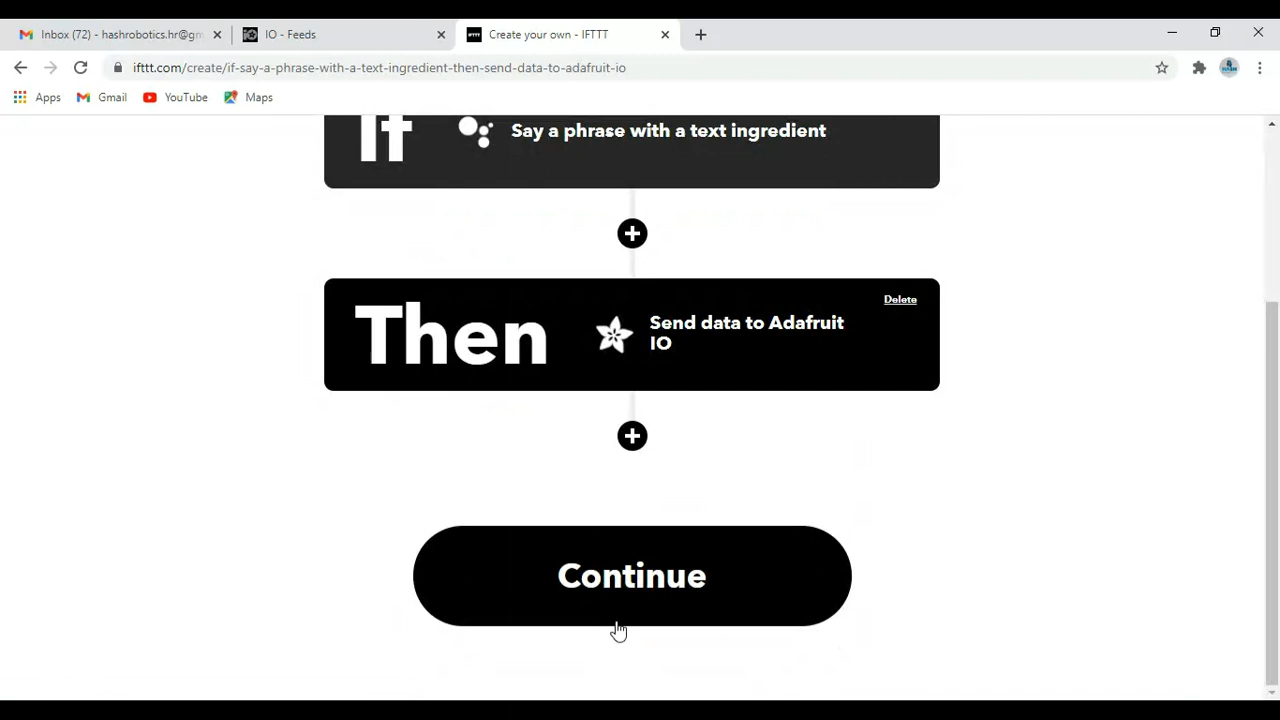 Inbox (72) - hashrobotics.hr@gm
IO - Feeds
Create your own - IFTTT
ifttt.com/create/if-say-a-phrase-with-a-text-ingredient-then-send-data-to-adafruit-io
Apps
Gmail
YouTube
Maps
If
Say a phrase with a text ingredient
Delete
Then
Send data to Adafruit
IO
Continue